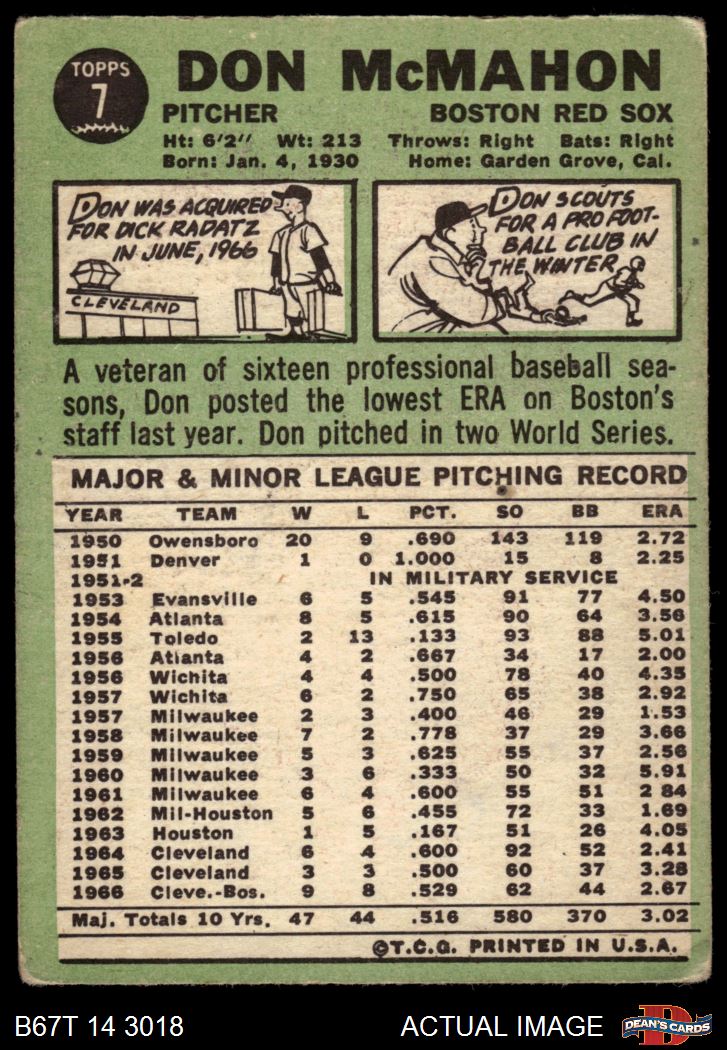 TOPPS
7
DON McMAHON
PITCHER BOSTON RED SOX
Ht: 6'2" Wt: 213 Throws: Right Bats: Right
Born: Jan. 4, 1930 Home: Garden Grove, Cal.
DON WAS ACQUIRED
FOR DICK RADATZ
IN JUNE, 1966
CLEVELAND
DON SCOUTS
FOR A PRO FOOT-
BALL CLUB IN
THE WINTER
A veteran of sixteen professional baseball sea-
sons, Don posted the lowest ERA on Boston's
staff last year. Don pitched in two World Series.
MAJOR & MINOR LEAGUE PITCHING RECORD
YEAR TEAM W L PCT. SO BB ERA
1950 Owensboro 20 9 .690 143 119 2.72
1951 Denver 1 0 1.000 15 8 2.25
1951-2 IN MILITARY SERVICE
1953 Evansville 6 5 .545 91 77 4.50
1954 Atlanta 8 5 .615 90 64 3.56
1955 Toledo 2 13 .133 93 88 5.01
1956 Atlanta 4 2 .667 34 17 2.00
1956 Wichita 4 4 .500 78 40 4.35
1957 Wichita 6 2 .750 65 38 2.92
1957 Milwaukee 2 3 .400 46 29 1.53
1958 Milwaukee 7 2 .778 37 29 3.66
1959 Milwaukee 5 3 .625 55 37 2.56
1960 Milwaukee 3 6 .333 50 32 5.91
1961 Milwaukee 6 4 .600 55 51 2 84
1962 Mil-Houston 5 6 .455 72 33 1.69
1963 Houston 1 5 .167 51 26 4.05
1964 Cleveland 6 4 .600 92 52 2.41
1965 Cleveland 3 3 .500 60 37 3.28
1966 Cleve.-Bos. 9 8 .529 62 44 2.67
Maj. Totals 10 Yrs. 47 44 .516 580 370 3.02
©T.C.G. PRINTED IN U.S.A.
B67T 14 3018 ACTUAL IMAGE
D
DEAN'S CARDS